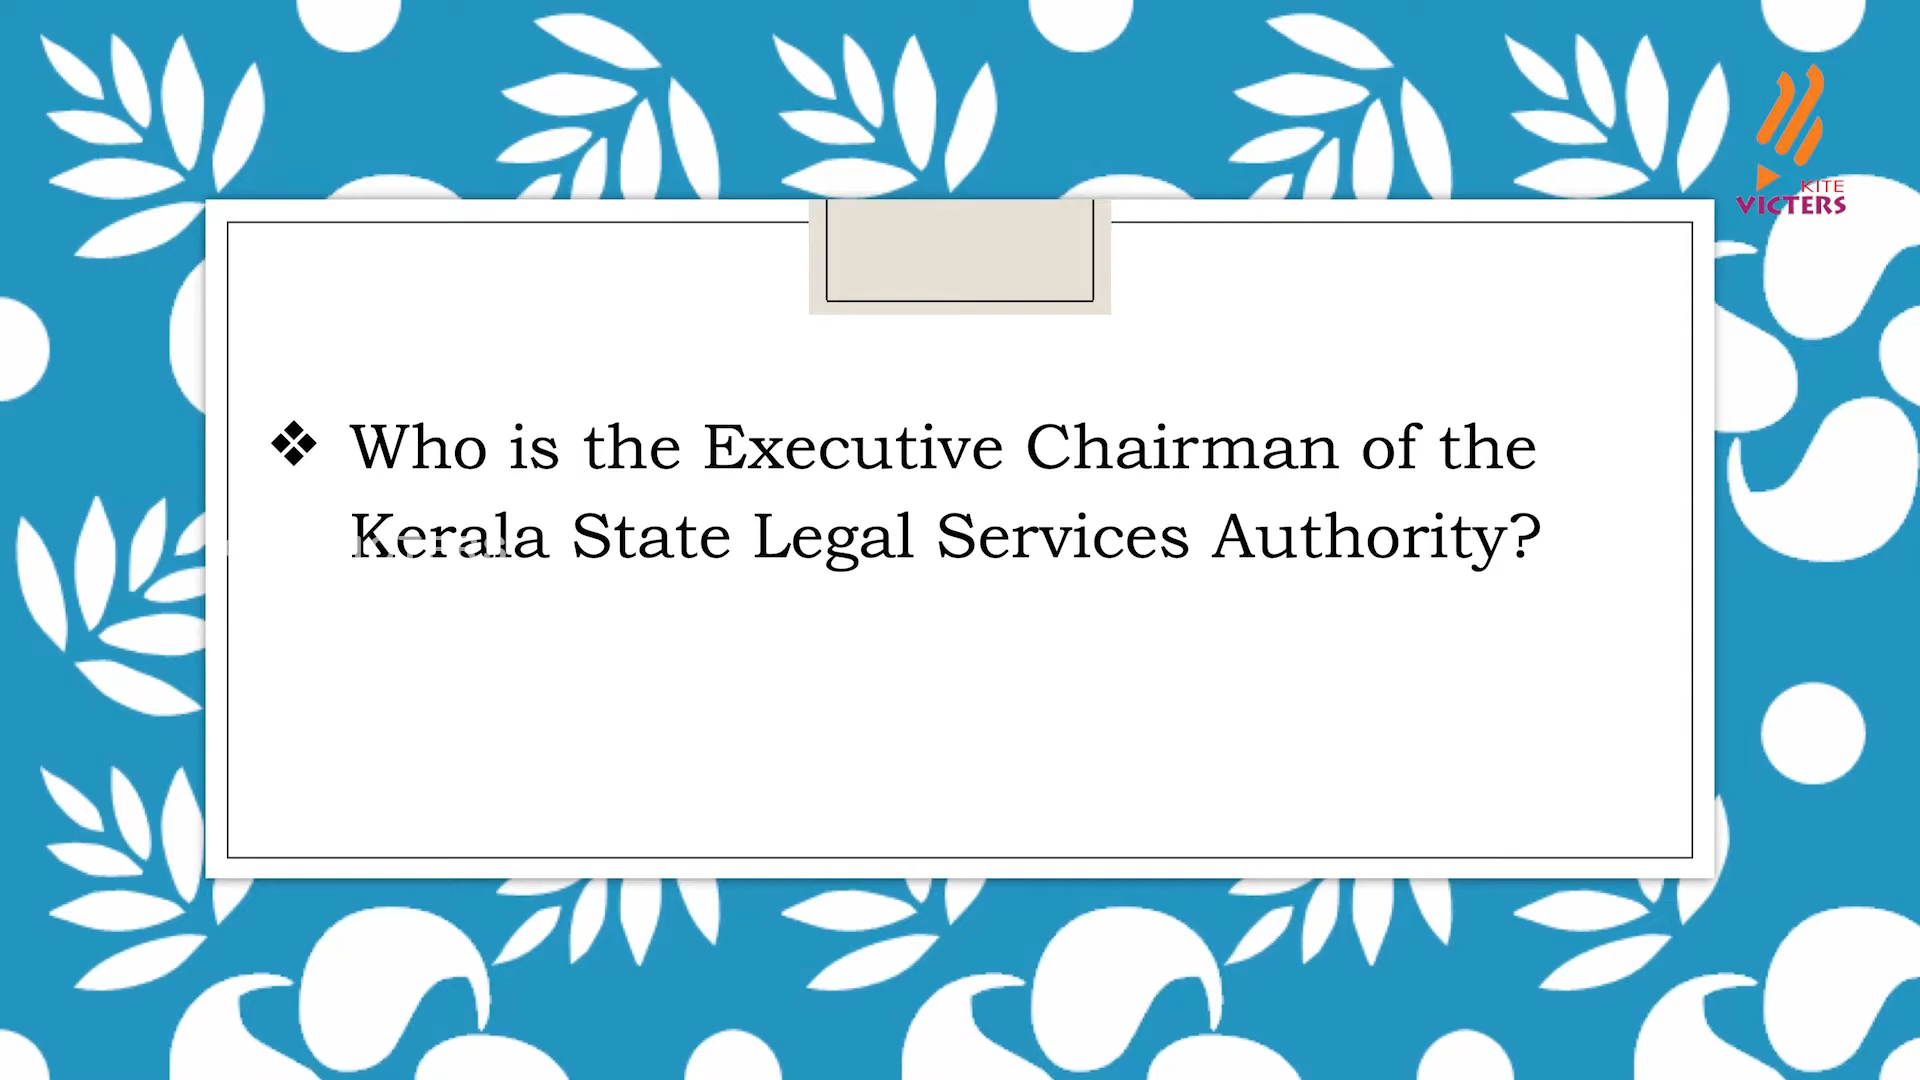 KITE
VICTERS
❖ Who is the Executive Chairman of the
Kerala State Legal Services Authority?